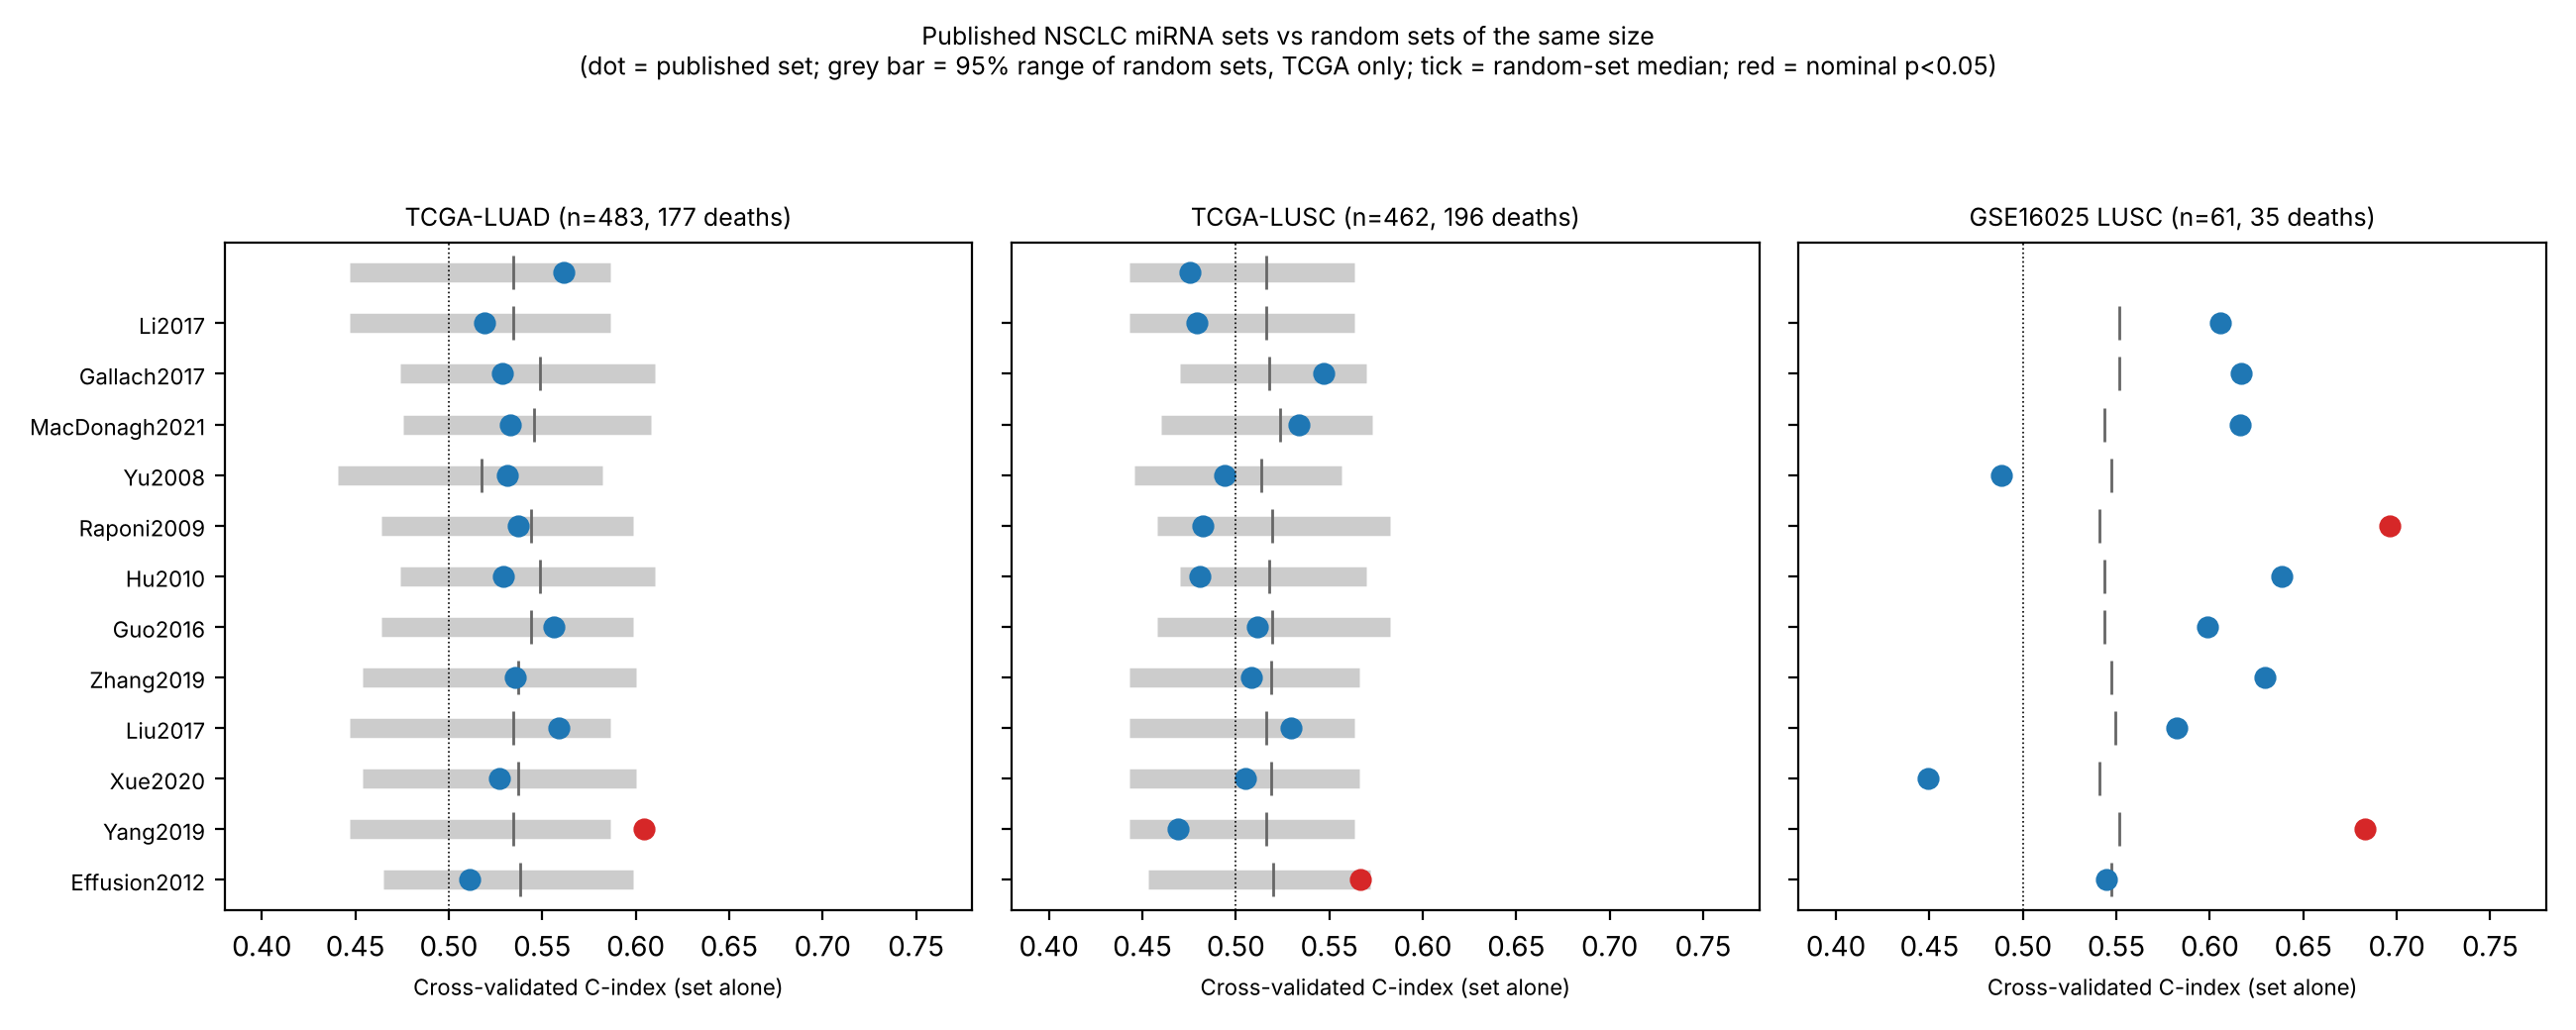 Published NSCLC miRNA sets vs random sets of the same size
(dot = published set; grey bar = 95% range of random sets, TCGA only; tick = random-set median; red = nominal p<0.05)
TCGA-LUAD (n=483, 177 deaths)
TCGA-LUSC (n=462, 196 deaths)
GSE16025 LUSC (n=61, 35 deaths)
Li2017
Gallach2017
MacDonagh2021
Yu2008
Raponi2009
Hu2010
Guo2016
Zhang2019
Liu2017
Xue2020
Yang2019
Effusion2012
0.40 0.45 0.50 0.55 0.60 0.65 0.70 0.75
0.40 0.45 0.50 0.55 0.60 0.65 0.70 0.75
0.40 0.45 0.50 0.55 0.60 0.65 0.70 0.75
Cross-validated C-index (set alone)
Cross-validated C-index (set alone)
Cross-validated C-index (set alone)